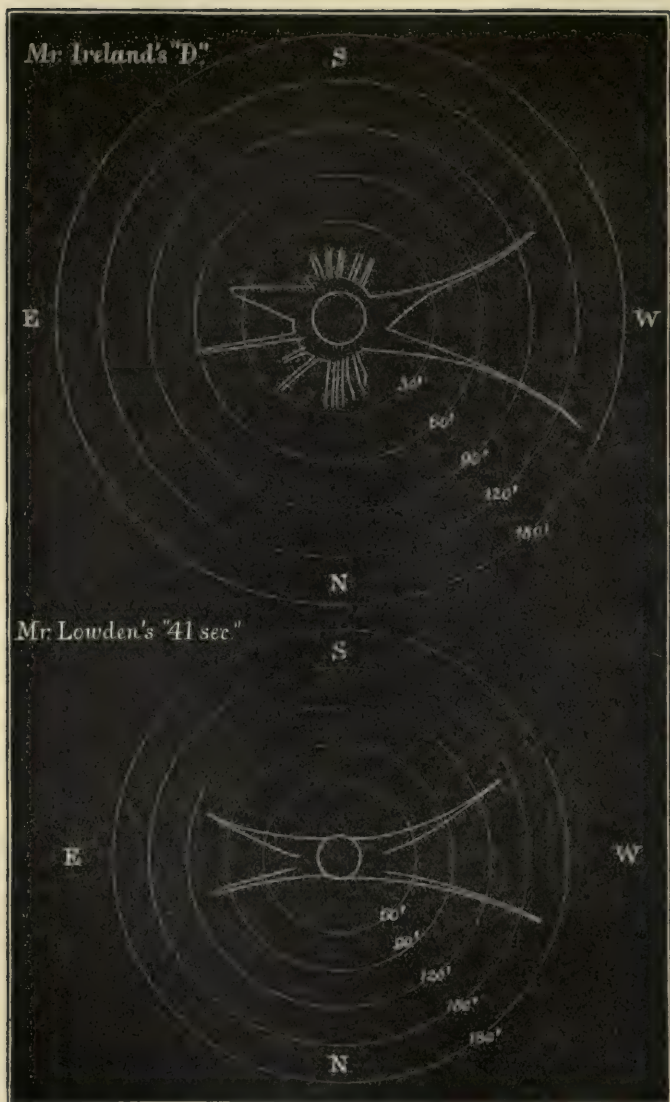 Mr. Ireland's "D."
S
E
W
30'
60'
90'
120'
150'
N
Mr. Lowden's "41 sec."
S
E
W
60'
90'
120'
150'
180'
N